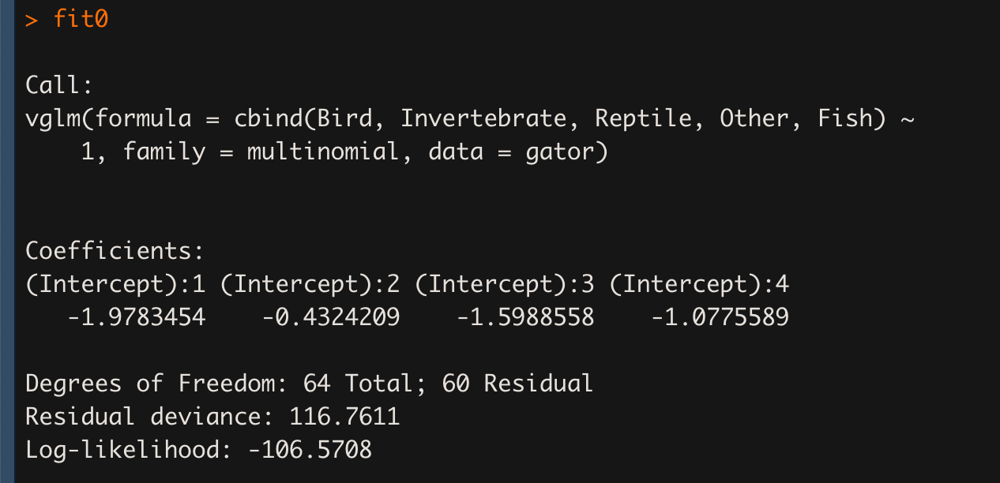 > fit0
Call:
vglm(formula = cbind(Bird, Invertebrate, Reptile, Other, Fish) ~
    1, family = multinomial, data = gator)
Coefficients:
(Intercept):1 (Intercept):2 (Intercept):3 (Intercept):4
   -1.9783454    -0.4324209    -1.5988558    -1.0775589
Degrees of Freedom: 64 Total; 60 Residual
Residual deviance: 116.7611
Log-likelihood: -106.5708